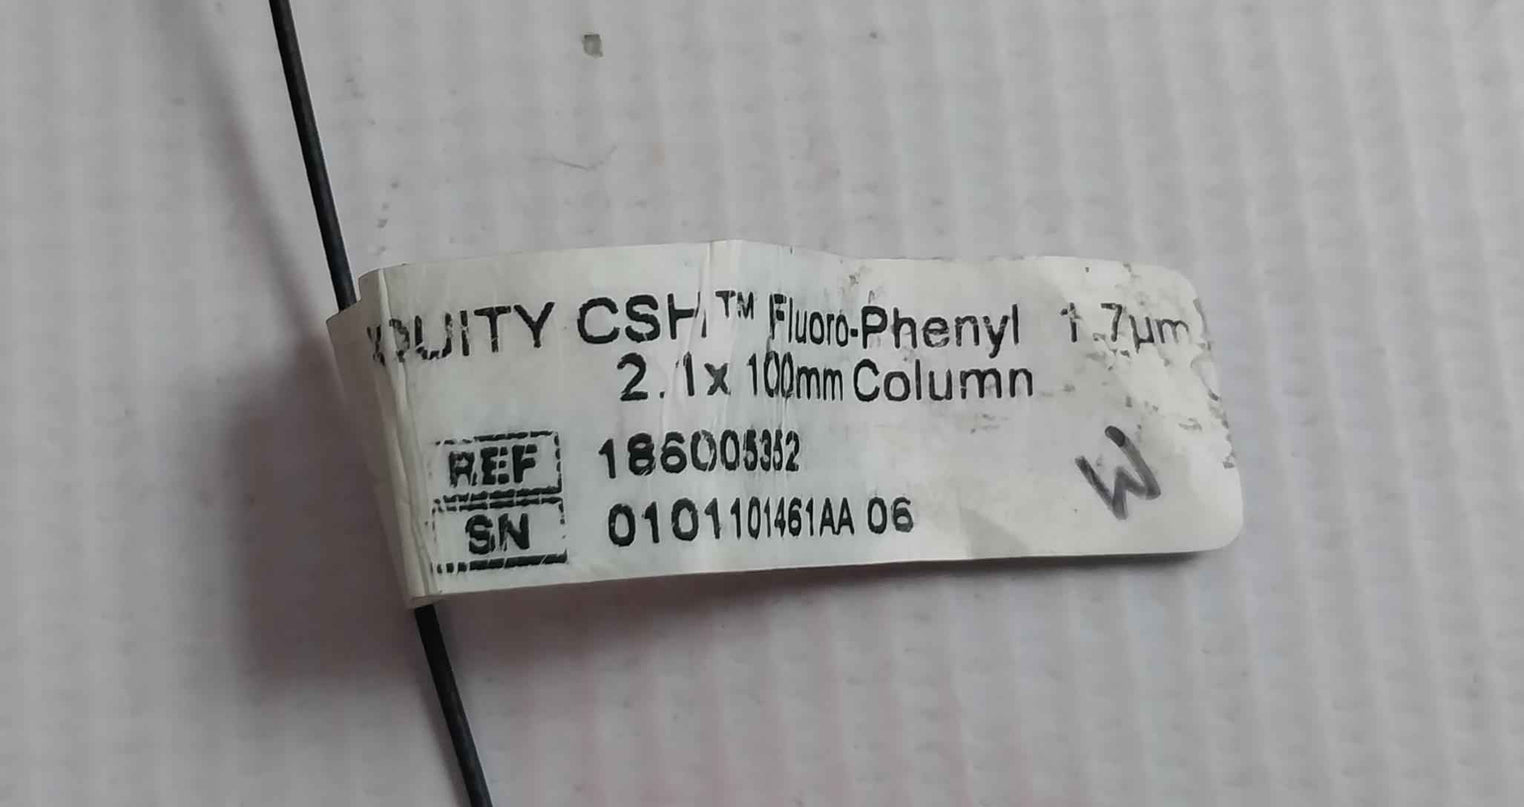 QUITY CSH™ Fluoro-Phenyl 1.7µm
2.1x 100mm Column
REF 186005352
SN 0101101461AA 06
W